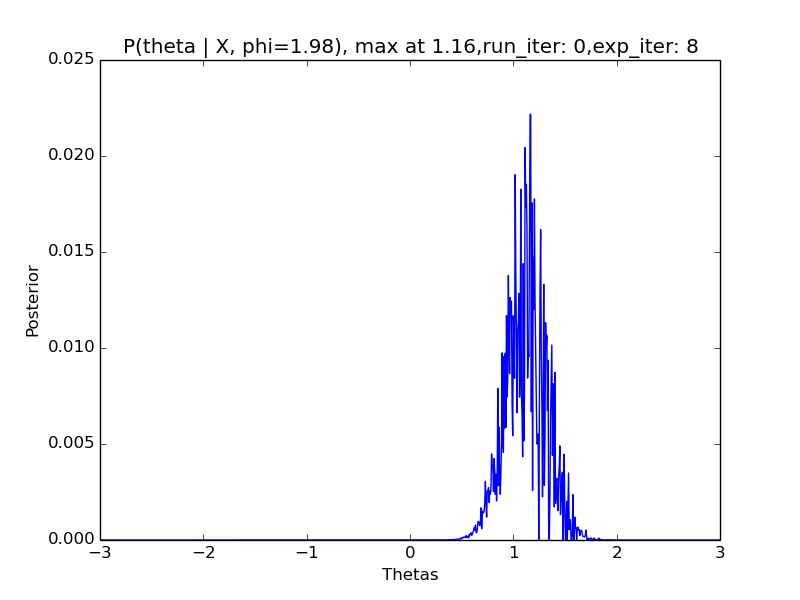 P(theta | X, phi=1.98), max at 1.16,run_iter: 0,exp_iter: 8
0.025
0.020
0.015
0.010
0.005
0.000
Posterior
−3 −2 −1 0 1 2 3
Thetas